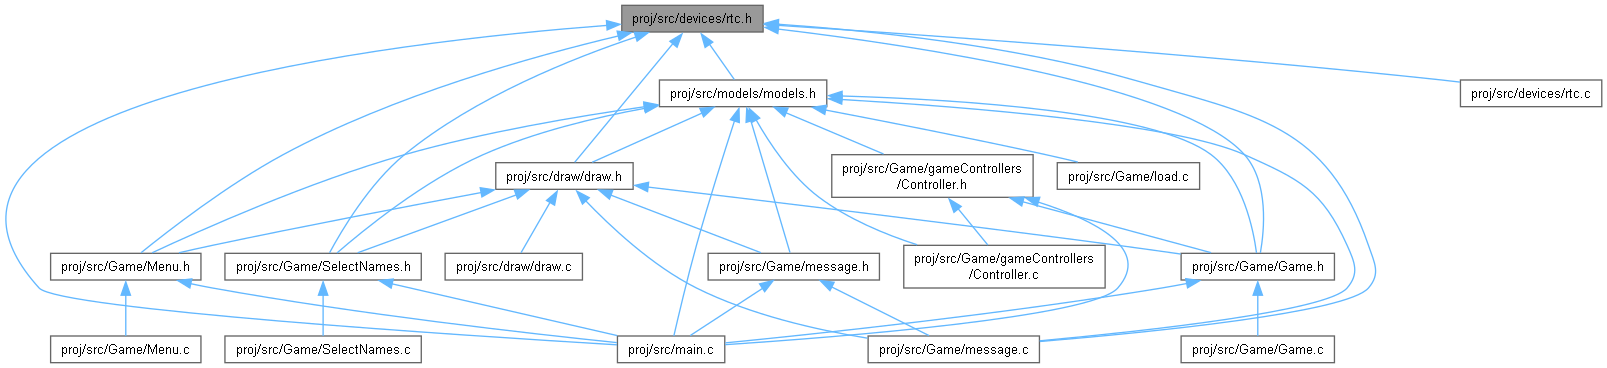 proj/src/devices/rtc.h
proj/src/models/models.h
proj/src/devices/rtc.c
proj/src/draw/draw.h
proj/src/Game/gameControllers
/Controller.h
proj/src/Game/load.c
proj/src/Game/Menu.h
proj/src/Game/SelectNames.h
proj/src/draw/draw.c
proj/src/Game/message.h
proj/src/Game/gameControllers
/Controller.c
proj/src/Game/Game.h
proj/src/Game/Menu.c
proj/src/Game/SelectNames.c
proj/src/main.c
proj/src/Game/message.c
proj/src/Game/Game.c